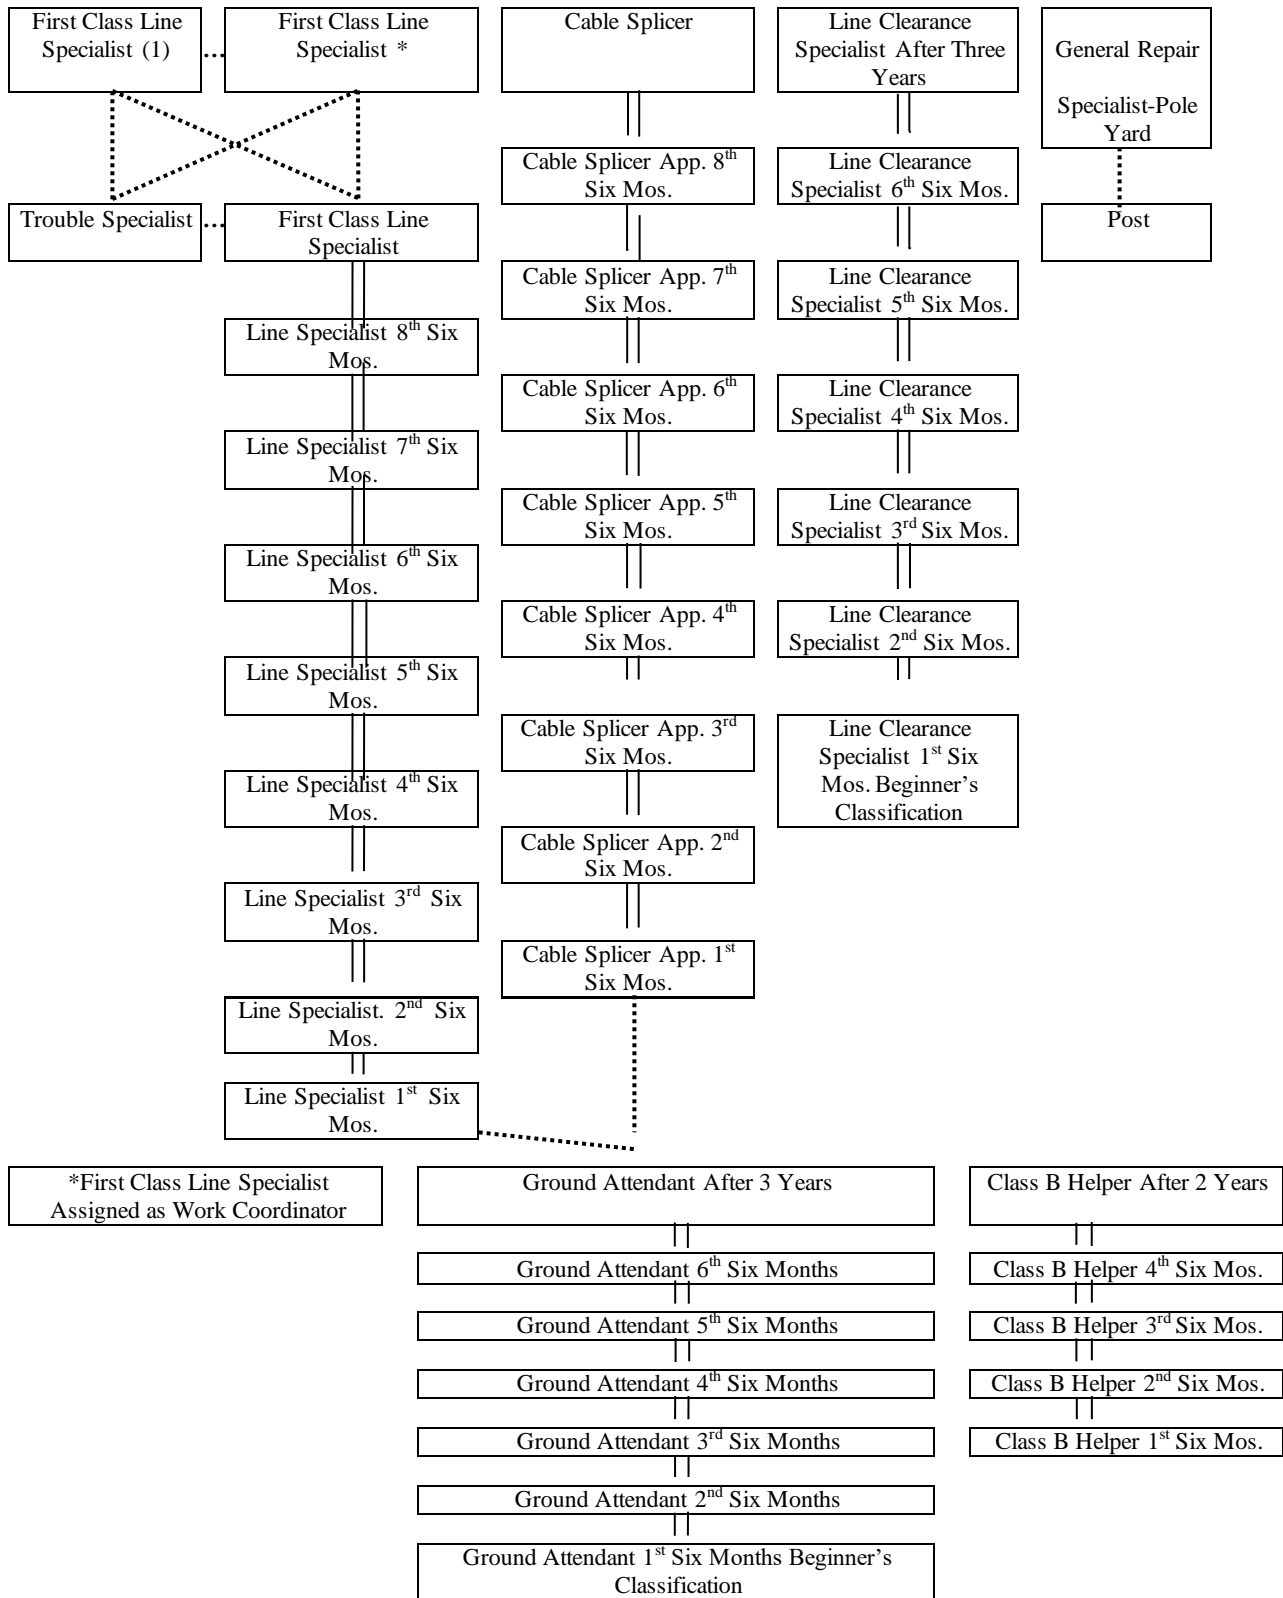 First Class Line
Specialist (1)
First Class Line
Specialist *
Cable Splicer
Line Clearance
Specialist After Three
Years
General Repair
Specialist-Pole
Yard
Cable Splicer App. 8th
Six Mos.
Line Clearance
Specialist 6th Six Mos.
Trouble Specialist
First Class Line
Specialist
Post
Cable Splicer App. 7th
Six Mos.
Line Clearance
Specialist 5th Six Mos.
Line Specialist 8th Six
Mos.
Cable Splicer App. 6th
Six Mos.
Line Clearance
Specialist 4th Six Mos.
Line Specialist 7th Six
Mos.
Cable Splicer App. 5th
Six Mos.
Line Clearance
Specialist 3rd Six Mos.
Line Specialist 6th Six
Mos.
Cable Splicer App. 4th
Six Mos.
Line Clearance
Specialist 2nd Six Mos.
Line Specialist 5th Six
Mos.
Cable Splicer App. 3rd
Six Mos.
Line Clearance
Specialist 1st Six
Mos. Beginner's
Classification
Line Specialist 4th Six
Mos.
Cable Splicer App. 2nd
Six Mos.
Line Specialist 3rd Six
Mos.
Cable Splicer App. 1st
Six Mos.
Line Specialist. 2nd Six
Mos.
Line Specialist 1st Six
Mos.
*First Class Line Specialist
Assigned as Work Coordinator
Ground Attendant After 3 Years
Class B Helper After 2 Years
Ground Attendant 6th Six Months
Class B Helper 4th Six Mos.
Ground Attendant 5th Six Months
Class B Helper 3rd Six Mos.
Ground Attendant 4th Six Months
Class B Helper 2nd Six Mos.
Ground Attendant 3rd Six Months
Class B Helper 1st Six Mos.
Ground Attendant 2nd Six Months
Ground Attendant 1st Six Months Beginner's
Classification